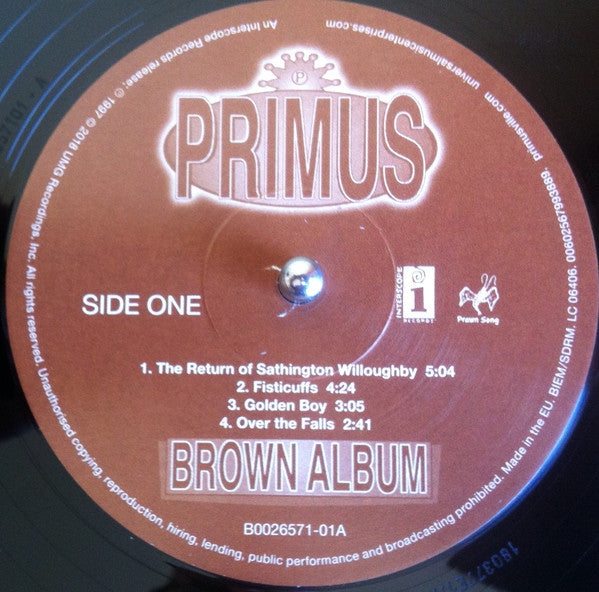 An Interscope Records release; ℗ 1997 © 2018 UMG Recordings, Inc. All rights reserved. Unauthorised copying, reproduction, hiring, lending, public performance and broadcasting prohibited. Made in the EU. BIEM/SDRM. LC 06406. 00602567993889, primusville.com, universalmusicenterprises.com
P
PRIMUS
SIDE ONE
INTERSCOPE
i
RECORDS
Prawn Song
1. The Return of Sathington Willoughby 5:04
2. Fisticuffs 4:24
3. Golden Boy 3:05
4. Over the Falls 2:41
BROWN ALBUM
B0026571-01A